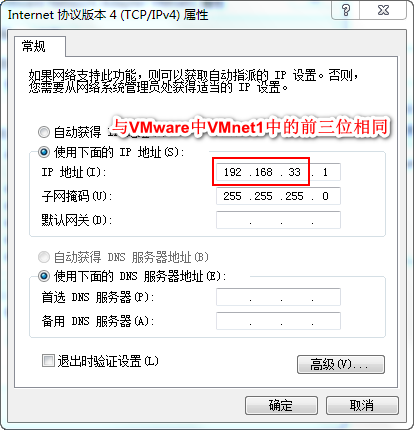 Internet 协议版本 4 (TCP/IPv4) 属性
常规
如果网络支持此功能，则可以获取自动指派的 IP 设置。否则，
您需要从网络系统管理员处获得适当的 IP 设置。
自动获得
与VMware中VMnet1中的前三位相同
使用下面的 IP 地址(S):
IP 地址(I): 192 . 168 . 33 . 1
子网掩码(U): 255 . 255 . 255 . 0
默认网关(D): . . .
自动获得 DNS 服务器地址(B)
使用下面的 DNS 服务器地址(E):
首选 DNS 服务器(P): . . .
备用 DNS 服务器(A): . . .
退出时验证设置(L)
高级(V)...
确定
取消